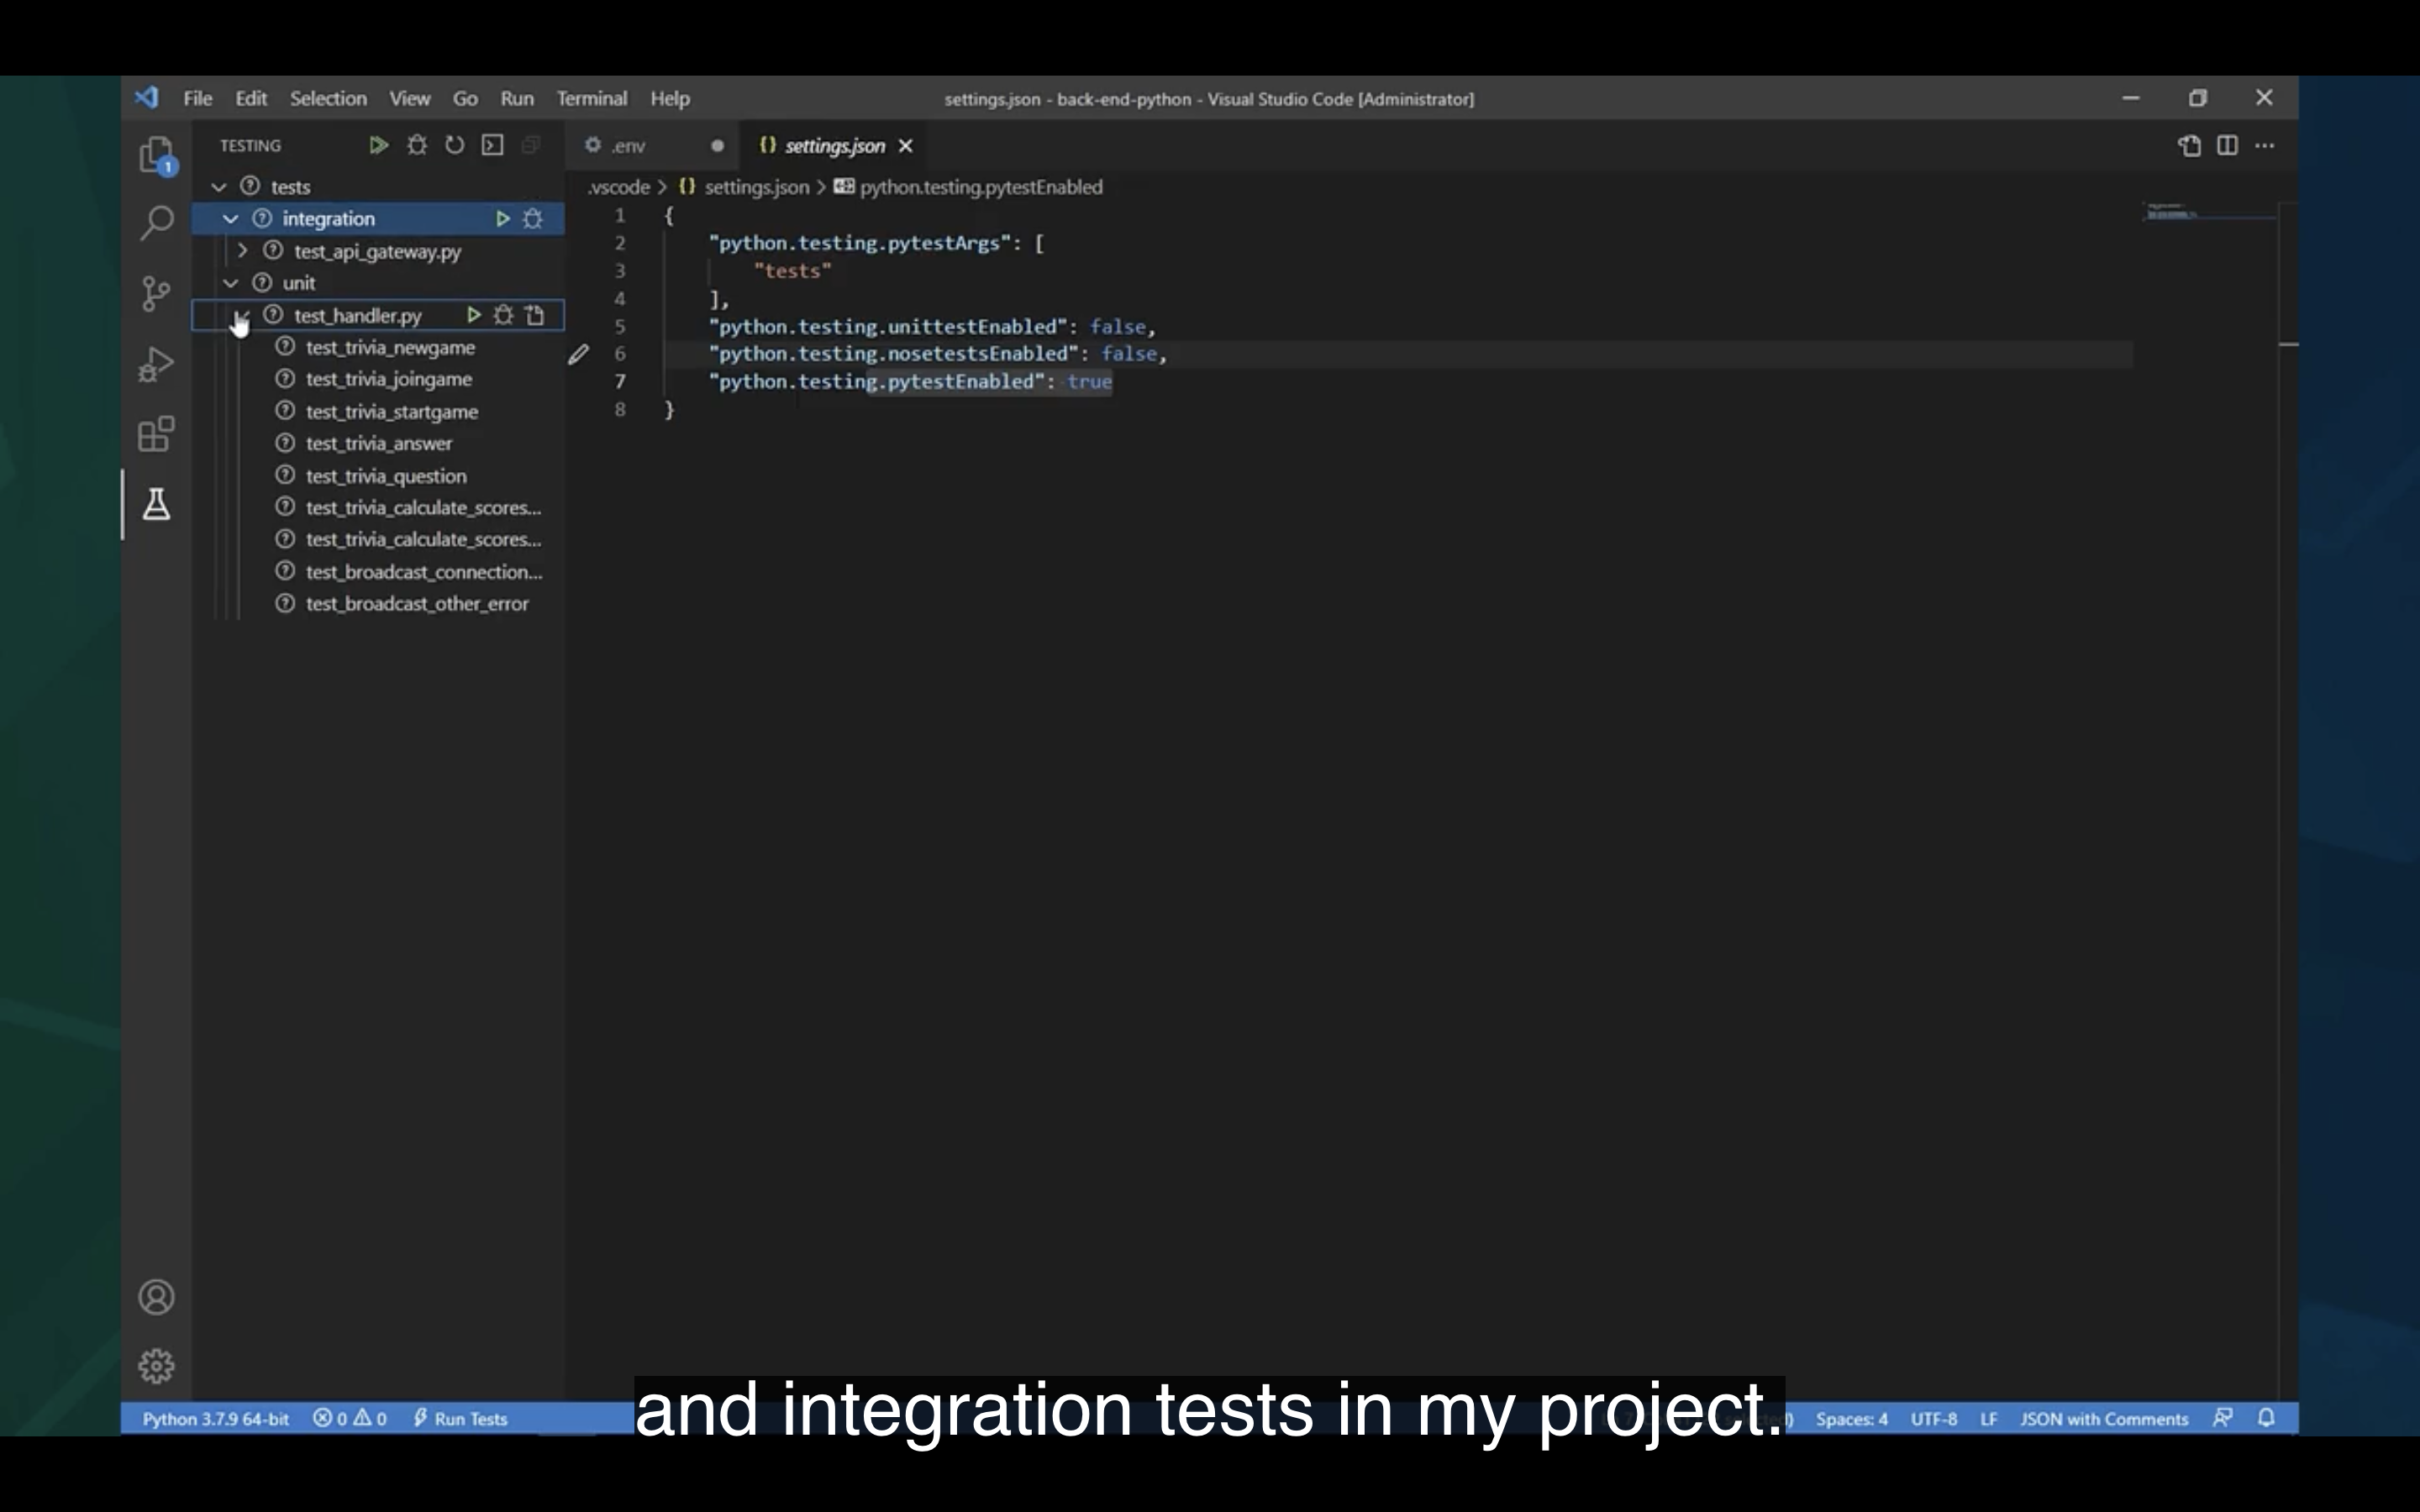 File Edit Selection View Go Run Terminal Help
settings.json - back-end-python - Visual Studio Code [Administrator]
1
TESTING
tests
integration
test_api_gateway.py
unit
test_handler.py
test_trivia_newgame
test_trivia_joingame
test_trivia_startgame
test_trivia_answer
test_trivia_question
test_trivia_calculate_scores...
test_trivia_calculate_scores...
test_broadcast_connection...
test_broadcast_other_error
.env
{} settings.json
.vscode > {} settings.json > python.testing.pytestEnabled
1 {
2 "python.testing.pytestArgs": [
3 "tests"
4 ],
5 "python.testing.unittestEnabled": false,
6 "python.testing.nosetestsEnabled": false,
7 "python.testing.pytestEnabled": true
8 }
and integration tests in my project.
Python 3.7.9 64-bit 0 0 Run Tests
Spaces: 4 UTF-8 LF JSON with Comments